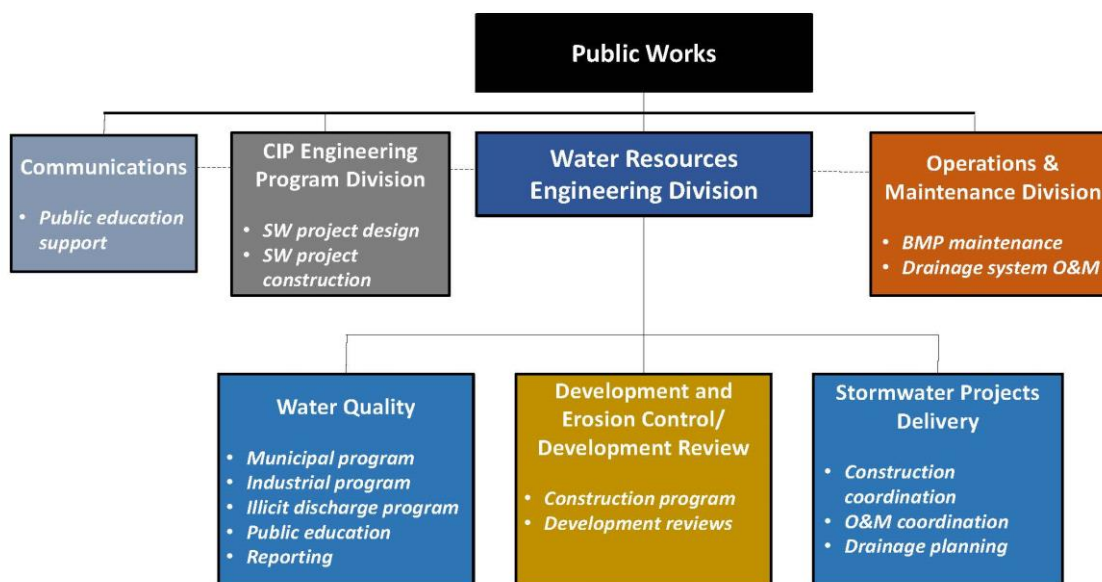 Public Works
Communications
• Public education
support
CIP Engineering
Program Division
• SW project design
• SW project
construction
Water Resources
Engineering Division
Operations &
Maintenance Division
• BMP maintenance
• Drainage system O&M
Water Quality
• Municipal program
• Industrial program
• Illicit discharge program
• Public education
• Reporting
Development and
Erosion Control/
Development Review
• Construction program
• Development reviews
Stormwater Projects
Delivery
• Construction
coordination
• O&M coordination
• Drainage planning